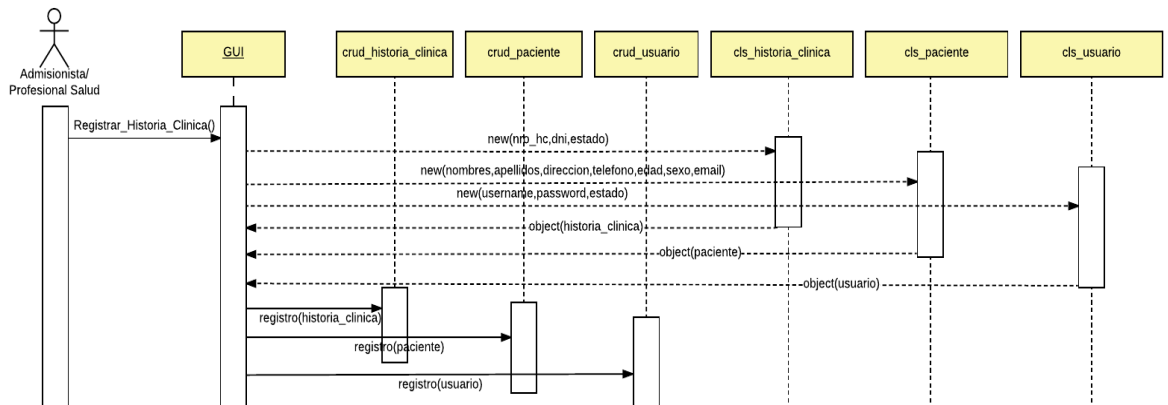 GUI
crud_historia_clinica
crud_paciente
crud_usuario
cls_historia_clinica
cls_paciente
cls_usuario
Admisionista/
Profesional Salud
Registrar_Historia_Clinica()
new(nro_hc,dni,estado)
new(nombres,apellidos,direccion,telefono,edad,sexo,email)
new(username,password,estado)
object(historia_clinica)
object(paciente)
object(usuario)
registro(historia_clinica)
registro(paciente)
registro(usuario)